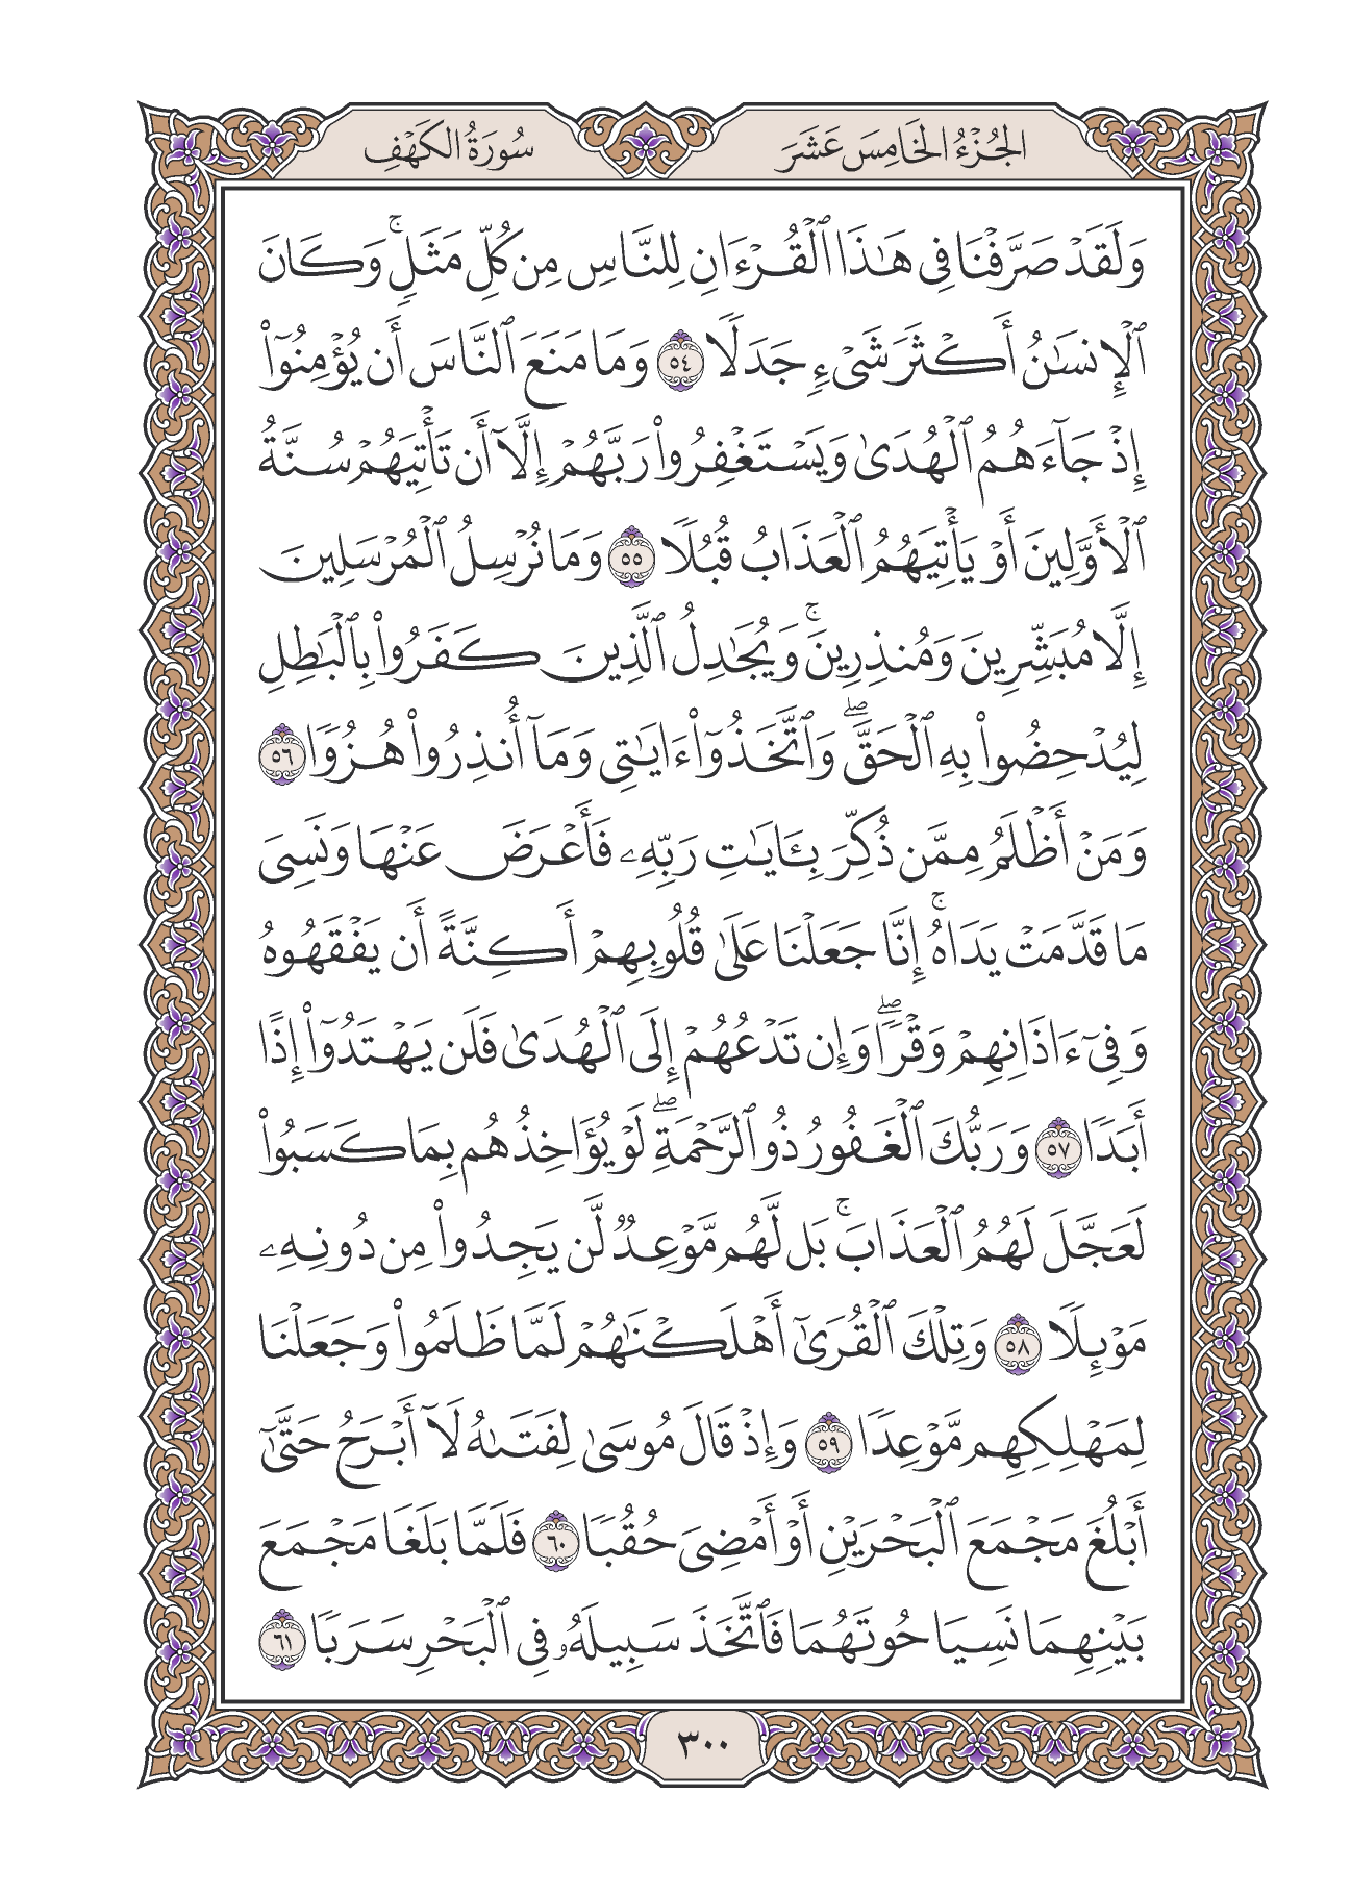 الجُزْءُ الخَامِسَ عَشَرَ
سُورَةُ الكَهْفِ
وَلَقَدْ صَرَّفْنَا فِي هَٰذَا ٱلْقُرْءَانِ لِلنَّاسِ مِن كُلِّ مَثَلٍۚ وَكَانَ
ٱلْإِنسَٰنُ أَكْثَرَ شَىْءٍ جَدَلًا ٥٤ وَمَا مَنَعَ ٱلنَّاسَ أَن يُؤْمِنُوٓا۟
إِذْ جَآءَهُمُ ٱلْهُدَىٰ وَيَسْتَغْفِرُوا۟ رَبَّهُمْ إِلَّآ أَن تَأْتِيَهُمْ سُنَّةُ
ٱلْأَوَّلِينَ أَوْ يَأْتِيَهُمُ ٱلْعَذَابُ قُبُلًا ٥٥ وَمَا نُرْسِلُ ٱلْمُرْسَلِينَ
إِلَّا مُبَشِّرِينَ وَمُنذِرِينَۚ وَيُجَٰدِلُ ٱلَّذِينَ كَفَرُوا۟ بِٱلْبَٰطِلِ
لِيُدْحِضُوا۟ بِهِ ٱلْحَقَّۖ وَٱتَّخَذُوٓا۟ ءَايَٰتِى وَمَآ أُنذِرُوا۟ هُزُوًا ٥٦
وَمَنْ أَظْلَمُ مِمَّن ذُكِّرَ بِـَٔايَٰتِ رَبِّهِۦ فَأَعْرَضَ عَنْهَا وَنَسِىَ
مَا قَدَّمَتْ يَدَاهُۚ إِنَّا جَعَلْنَا عَلَىٰ قُلُوبِهِمْ أَكِنَّةً أَن يَفْقَهُوهُ
وَفِىٓ ءَاذَانِهِمْ وَقْرًاۖ وَإِن تَدْعُهُمْ إِلَى ٱلْهُدَىٰ فَلَن يَهْتَدُوٓا۟ إِذًا
أَبَدًا ٥٧ وَرَبُّكَ ٱلْغَفُورُ ذُو ٱلرَّحْمَةِۖ لَوْ يُؤَاخِذُهُم بِمَا كَسَبُوا۟
لَعَجَّلَ لَهُمُ ٱلْعَذَابَۚ بَل لَّهُم مَّوْعِدٌ لَّن يَجِدُوا۟ مِن دُونِهِۦ
مَوْئِلًا ٥٨ وَتِلْكَ ٱلْقُرَىٰٓ أَهْلَكْنَٰهُمْ لَمَّا ظَلَمُوا۟ وَجَعَلْنَا
لِمَهْلِكِهِم مَّوْعِدًا ٥٩ وَإِذْ قَالَ مُوسَىٰ لِفَتَىٰهُ لَآ أَبْرَحُ حَتَّىٰٓ
أَبْلُغَ مَجْمَعَ ٱلْبَحْرَيْنِ أَوْ أَمْضِىَ حُقُبًا ٦٠ فَلَمَّا بَلَغَا مَجْمَعَ
بَيْنِهِمَا نَسِيَا حُوتَهُمَا فَٱتَّخَذَ سَبِيلَهُۥ فِى ٱلْبَحْرِ سَرَبًا ٦١
٣٠٠